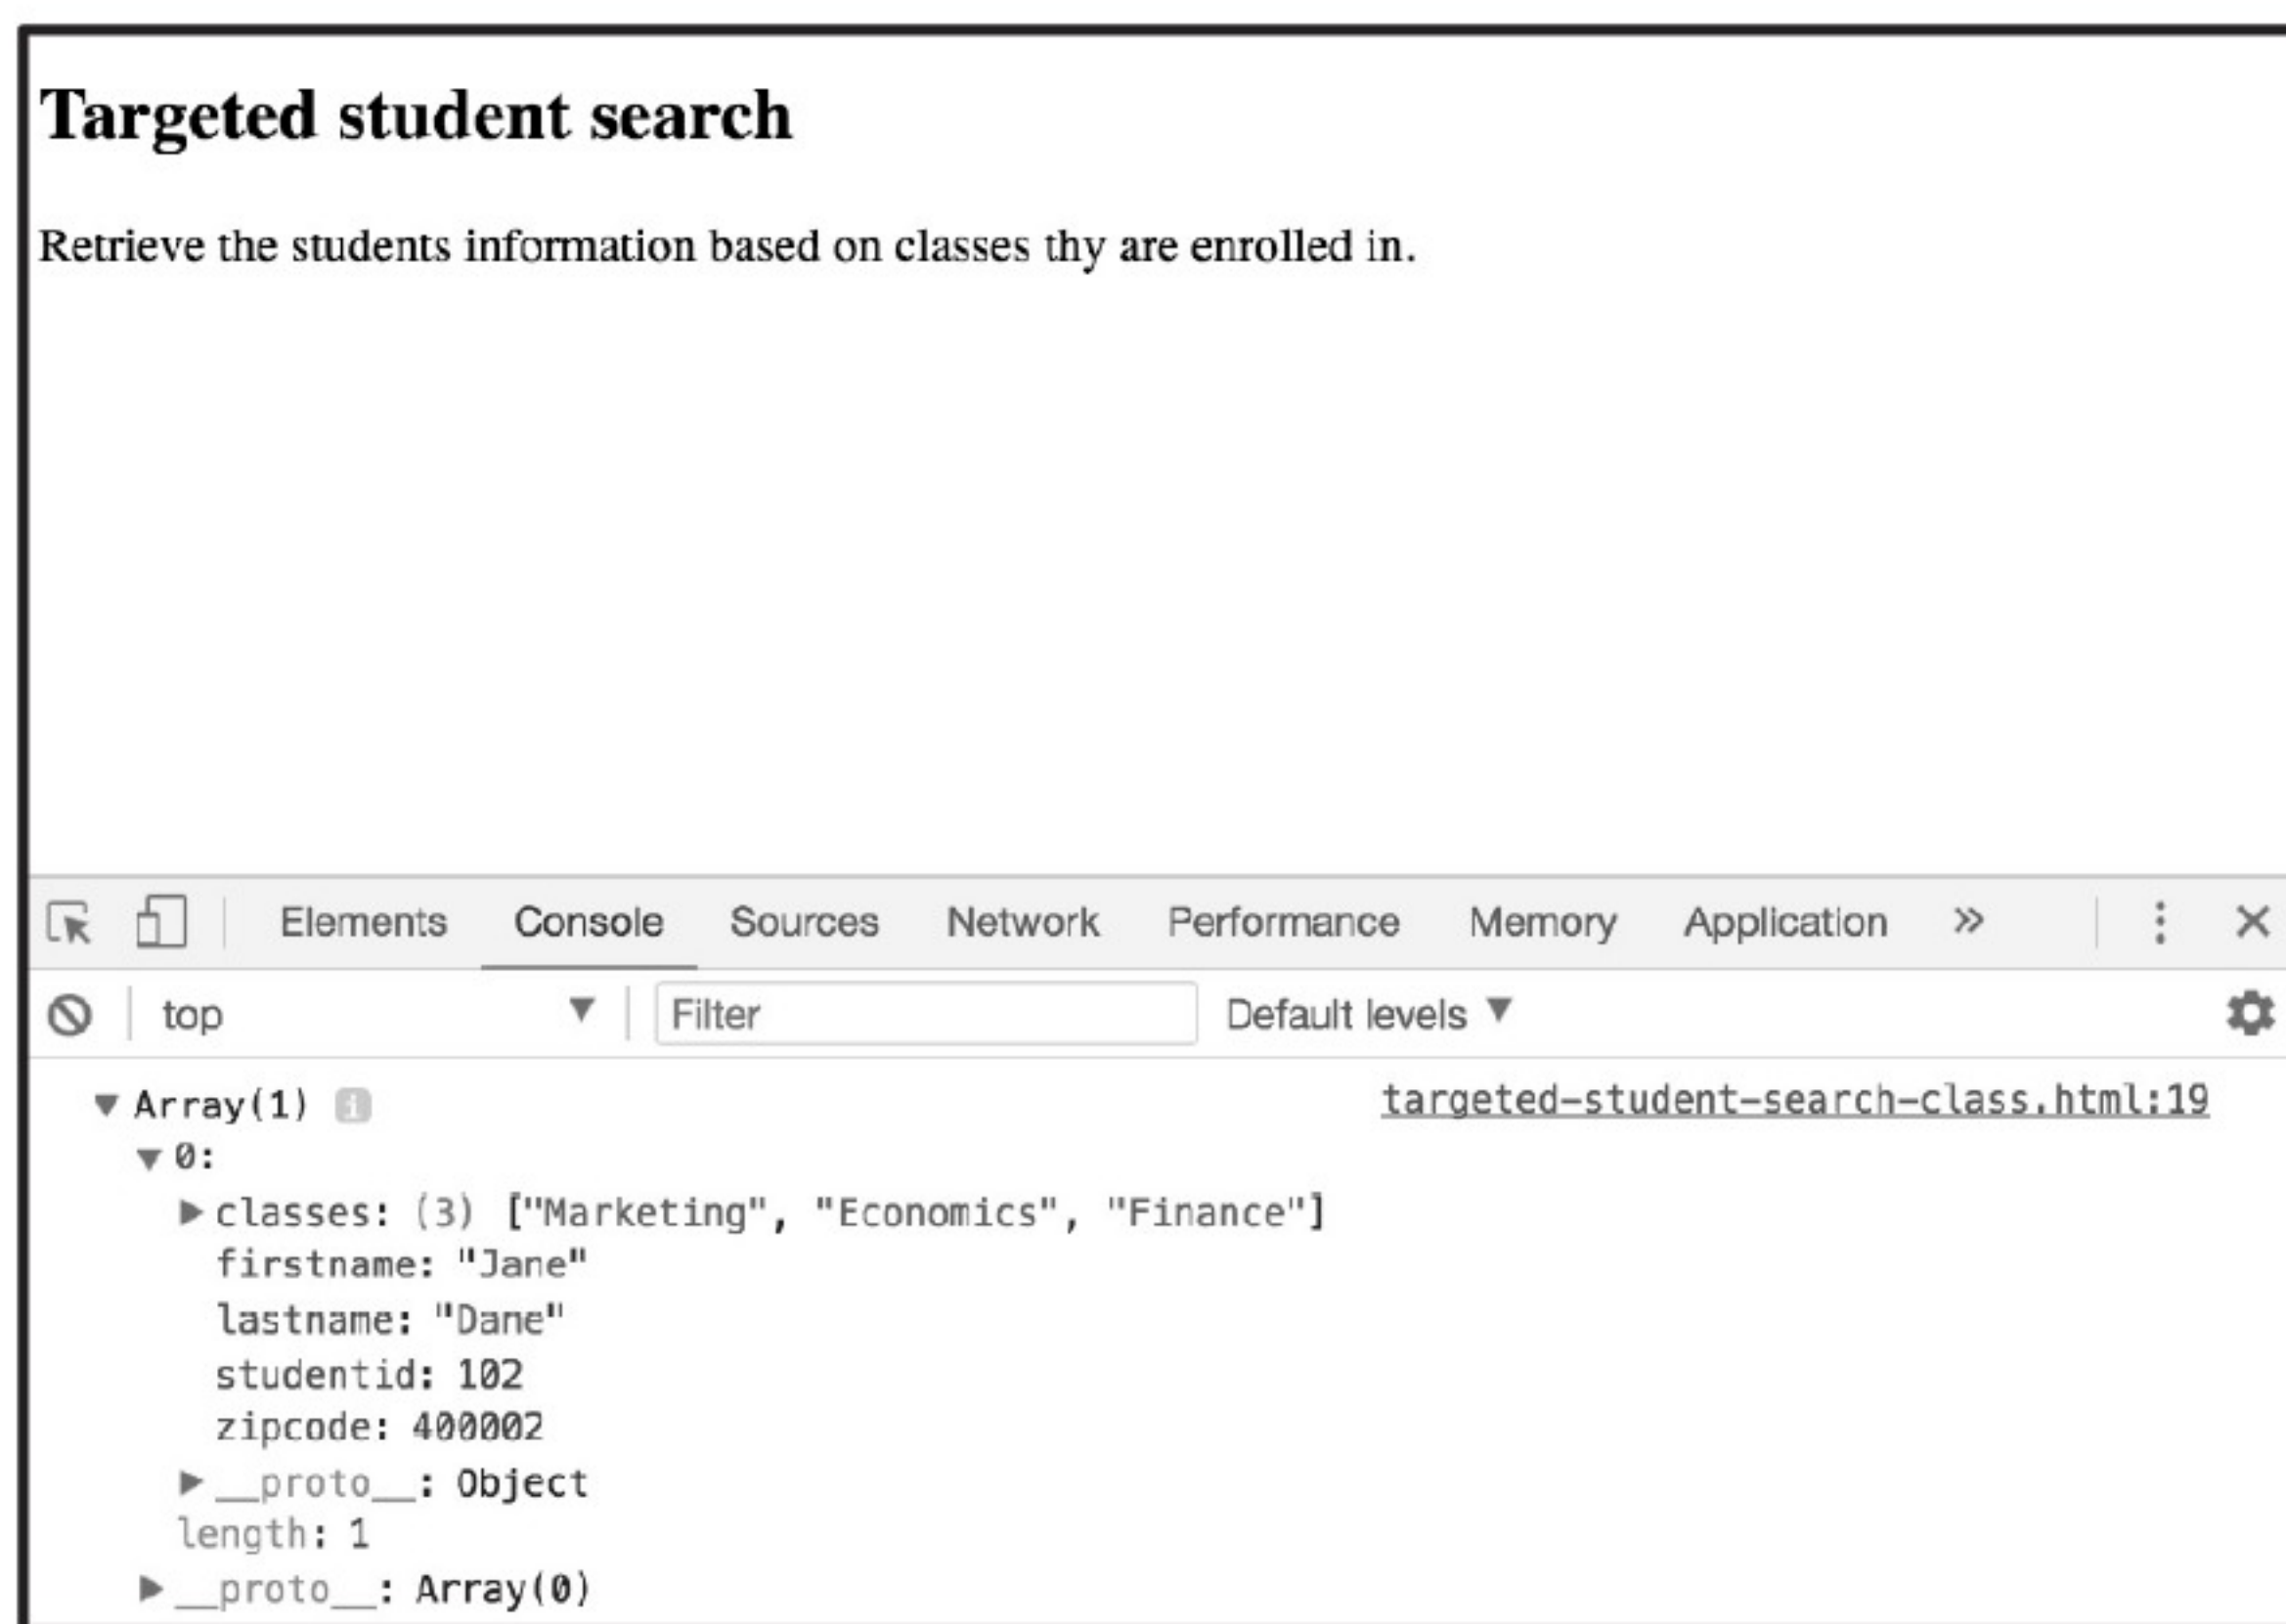 Targeted student search
Retrieve the students information based on classes thy are enrolled in.
Elements Console Sources Network Performance Memory Application »
top ▼ Filter Default levels ▼
▼ Array(1) i targeted-student-search-class.html:19
▼ 0:
▶ classes: (3) ["Marketing", "Economics", "Finance"]
firstname: "Jane"
lastname: "Dane"
studentid: 102
zipcode: 400002
▶ __proto__: Object
length: 1
▶ __proto__: Array(0)